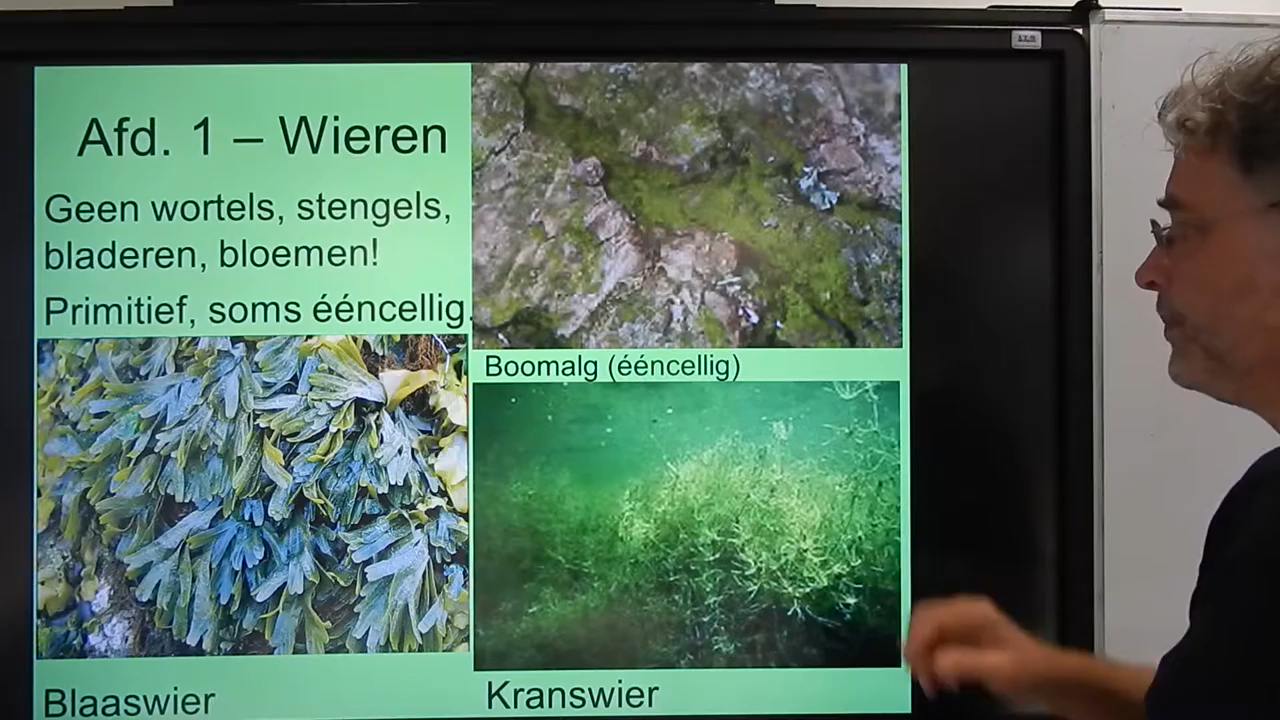 Afd. 1 – Wieren
Geen wortels, stengels,
bladeren, bloemen!
Primitief, soms ééncellig.
Boomalg (ééncellig)
Blaaswier
Kranswier